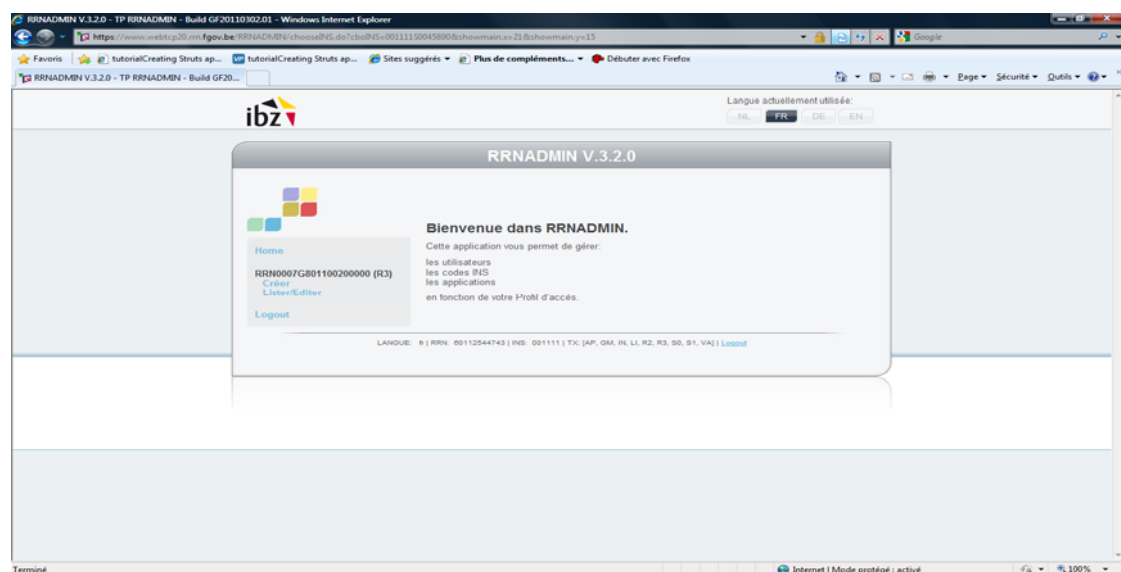 RRNADMIN V.3.2.0 - TP RRNADMIN - Build GF20110302.01 - Windows Internet Explorer
https://www.webtcp20.rrn.fgov.be/RRNADMIN/chooseINS.do?cboINS=00111150045890&showmain.x=21&showmain.y=15
Google
Favoris tutorialCreating Struts ap... tutorialCreating Struts ap... Sites suggérés Plus de compléments... Débuter avec Firefox
RRNADMIN V.3.2.0 - TP RRNADMIN - Build GF20...
Page Sécurité Outils
ibz
Langue actuellement utilisée:
NL FR DE EN
RRNADMIN V.3.2.0
Bienvenue dans RRNADMIN.
Cette application vous permet de gérer:
les utilisateurs
les codes INS
les applications
en fonction de votre Profil d'accès.
Home
RRN0007G801100200000 (R3)
Créer
Lister/Editer
Logout
LANGUE: fr | RRN: 60112544743 | INS: 001111 | TX: [AP, GM, IN, LI, R2, R3, S0, S1, VA] | Logout
Terminé
Internet | Mode protégé : activé
100%